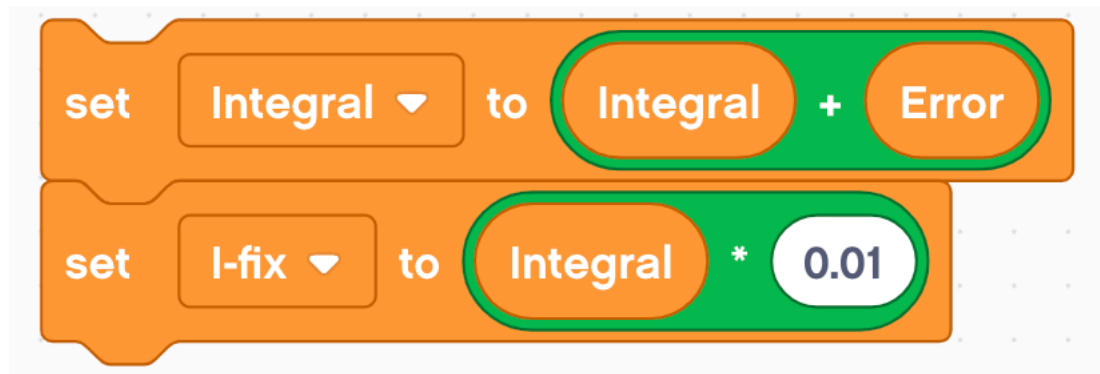 set Integral to Integral + Error
set I-fix to Integral * 0.01